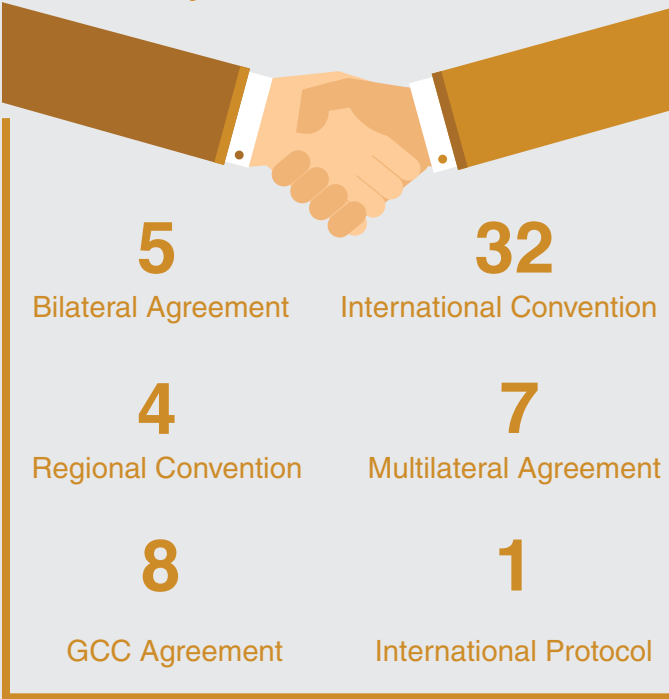 5
Bilateral Agreement
32
International Convention
4
Regional Convention
7
Multilateral Agreement
8
GCC Agreement
1
International Protocol